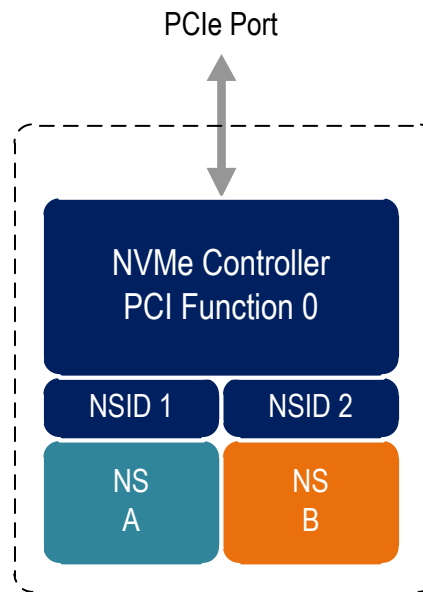 PCIe Port
NVMe Controller
PCI Function 0
NSID 1
NSID 2
NS
A
NS
B